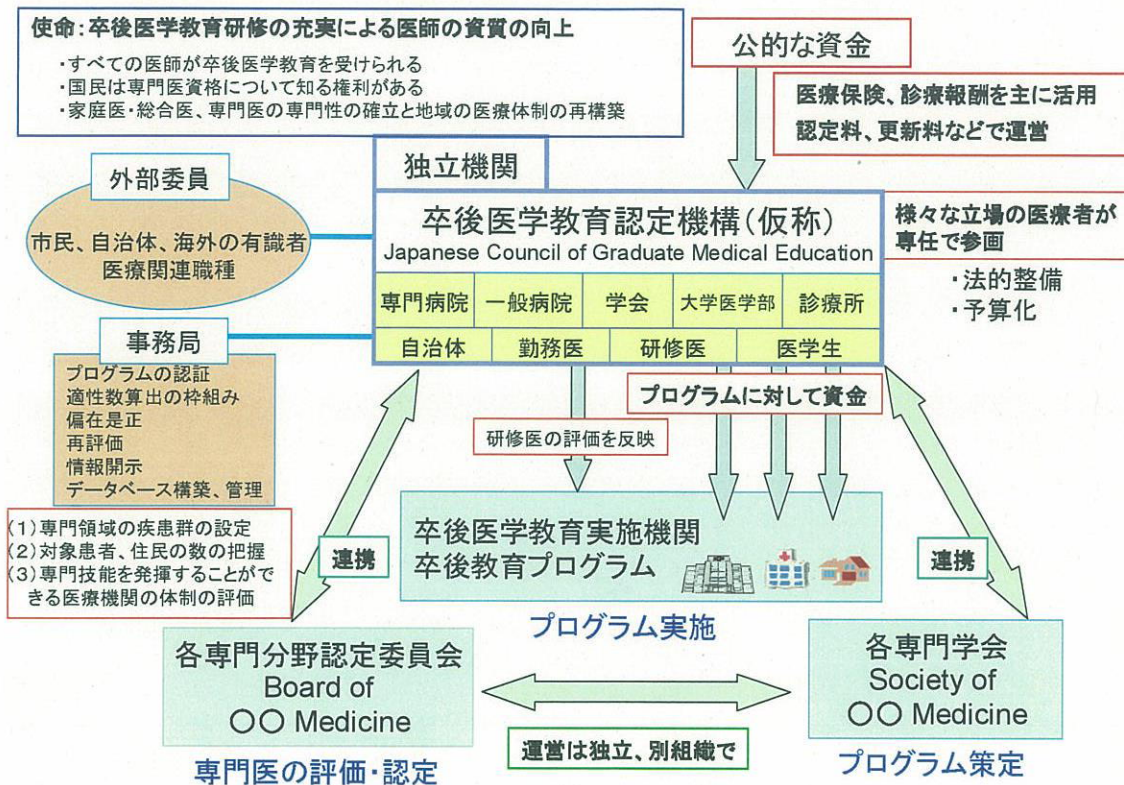 使命:卒後医学教育研修の充実による医師の資質の向上
・すべての医師が卒後医学教育を受けられる
・国民は専門医資格について知る権利がある
・家庭医・総合医、専門医の専門性の確立と地域の医療体制の再構築
公的な資金
医療保険、診療報酬を主に活用
認定料、更新料などで運営
独立機関
卒後医学教育認定機構(仮称)
Japanese Council of Graduate Medical Education
専門病院 一般病院 学会 大学医学部 診療所
自治体 勤務医 研修医 医学生
外部委員
市民、自治体、海外の有識者
医療関連職種
様々な立場の医療者が
専任で参画
・法的整備
・予算化
事務局
プログラムの認証
適性数算出の枠組み
偏在是正
再評価
情報開示
データベース構築、管理
(1)専門領域の疾患群の設定
(2)対象患者、住民の数の把握
(3)専門技能を発揮することがで
きる医療機関の体制の評価
プログラムに対して資金
研修医の評価を反映
卒後医学教育実施機関
卒後教育プログラム
プログラム実施
連携
連携
各専門分野認定委員会
Board of
〇〇 Medicine
専門医の評価・認定
運営は独立、別組織で
各専門学会
Society of
〇〇 Medicine
プログラム策定